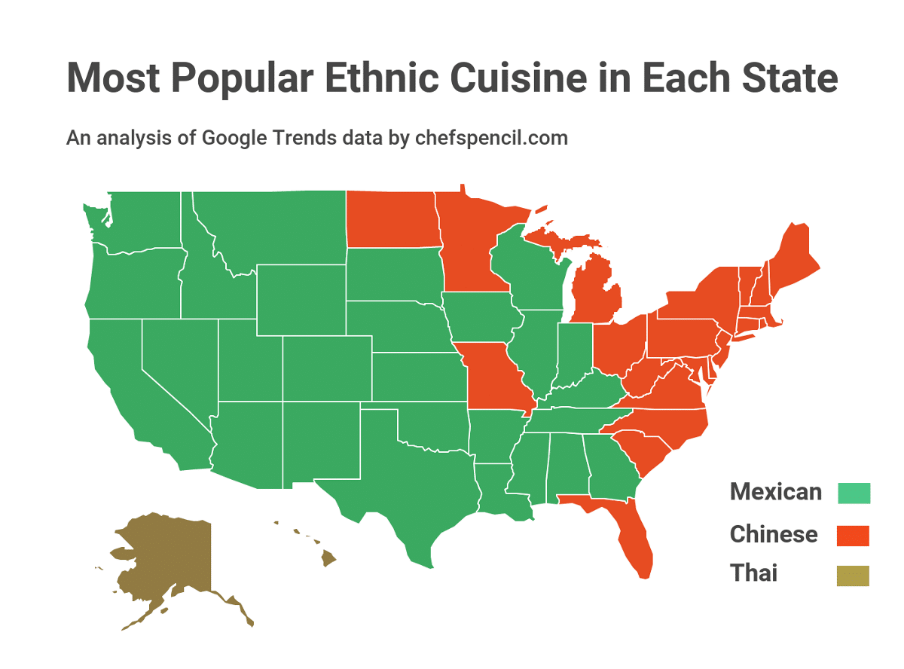 Most Popular Ethnic Cuisine in Each State
An analysis of Google Trends data by chefspencil.com
Mexican
Chinese
Thai